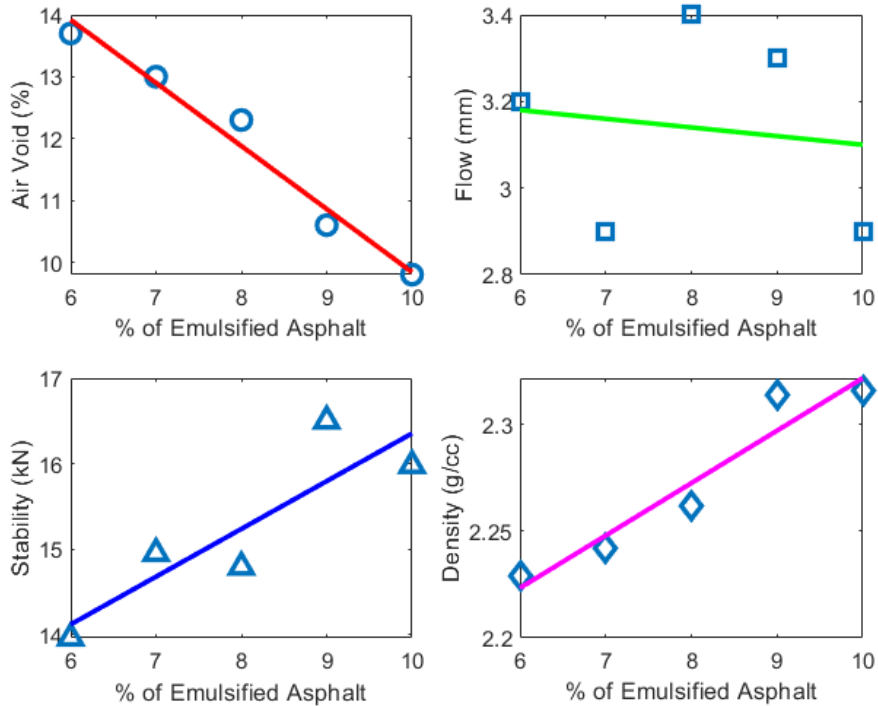 14
13
12
11
10
Air Void (%)
6 7 8 9 10
% of Emulsified Asphalt
3.4
3.2
3
2.8
Flow (mm)
6 7 8 9 10
% of Emulsified Asphalt
17
16
15
14
Stability (kN)
6 7 8 9 10
% of Emulsified Asphalt
2.3
2.25
2.2
Density (g/cc)
6 7 8 9 10
% of Emulsified Asphalt